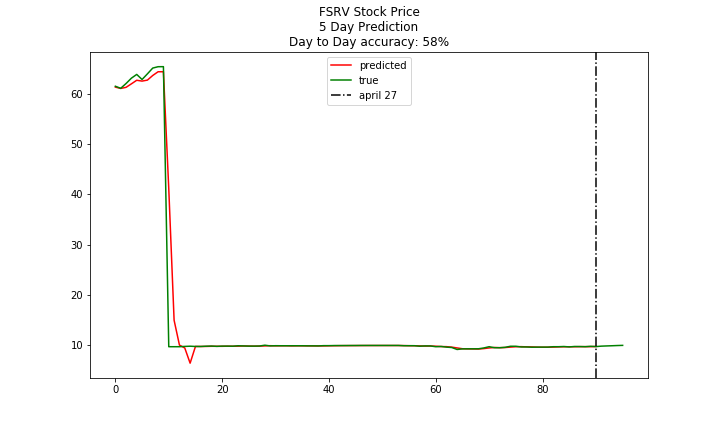 FSRV Stock Price
5 Day Prediction
Day to Day accuracy: 58%
predicted
true
april 27
60
50
40
30
20
10
0
20
40
60
80